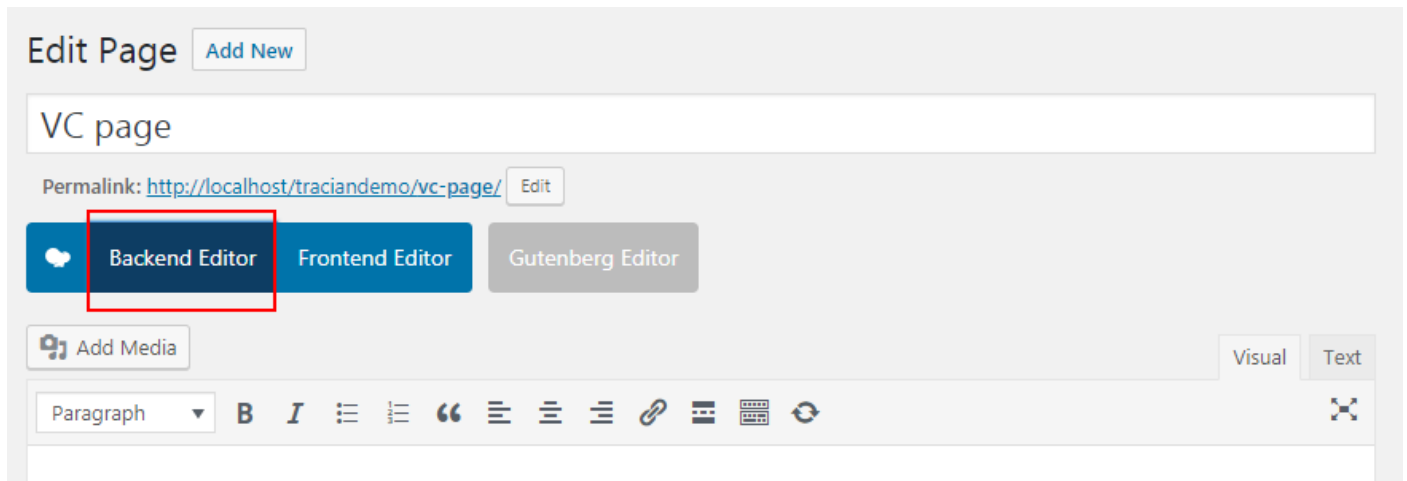 Edit Page Add New
VC page
Permalink: http://localhost/traciandemo/vc-page/ Edit
Backend Editor Frontend Editor Gutenberg Editor
Add Media
Visual Text
Paragraph B I